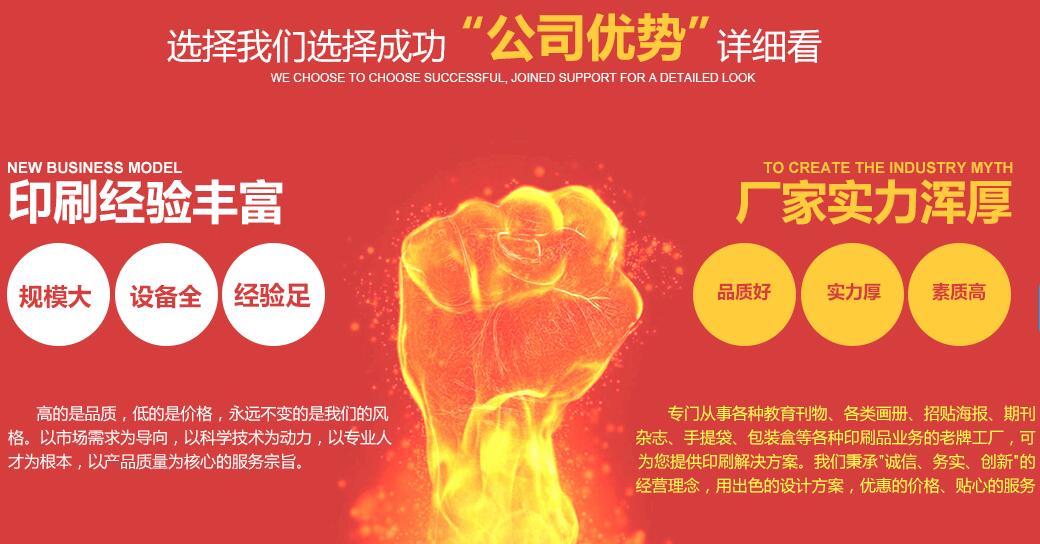 选择我们选择成功 “公司优势” 详细看
WE CHOOSE TO CHOOSE SUCCESSFUL, JOINED SUPPORT FOR A DETAILED LOOK
NEW BUSINESS MODEL
印刷经验丰富
规模大 设备全 经验足
高的是品质，低的是价格，永远不变的是我们的风
格。以市场需求为导向，以科学技术为动力，以专业人
才为根本，以产品质量为核心的服务宗旨。
TO CREATE THE INDUSTRY MYTH
厂家实力浑厚
品质好 实力厚 素质高
专门从事各种教育刊物、各类画册、招贴海报、期刊
杂志、手提袋、包装盒等各种印刷品业务的老牌工厂，可
为您提供印刷解决方案。我们秉承"诚信、务实、创新"的
经营理念，用出色的设计方案，优惠的价格、贴心的服务